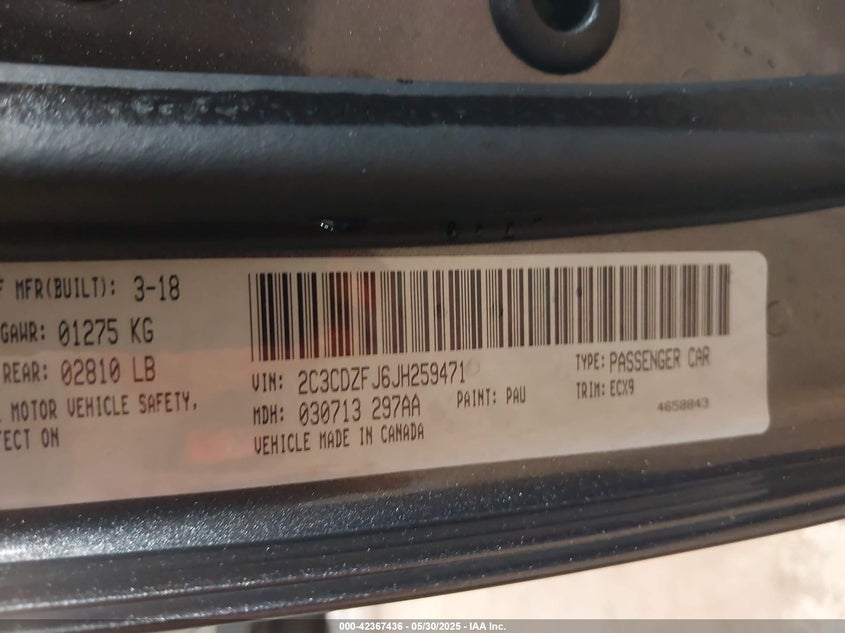 F MFR(BUILT): 3-18
GAWR: 01275 KG
REAR: 02810 LB
MOTOR VEHICLE SAFETY,
FECT ON
VIN: 2C3CDZFJ6JH259471
TYPE: PASSENGER CAR
MDH: 030713 297AA
PAINT: PAU
TRIM: ECX9
VEHICLE MADE IN CANADA
4658843
000-42367436 - 05/30/2025 - IAA Inc.